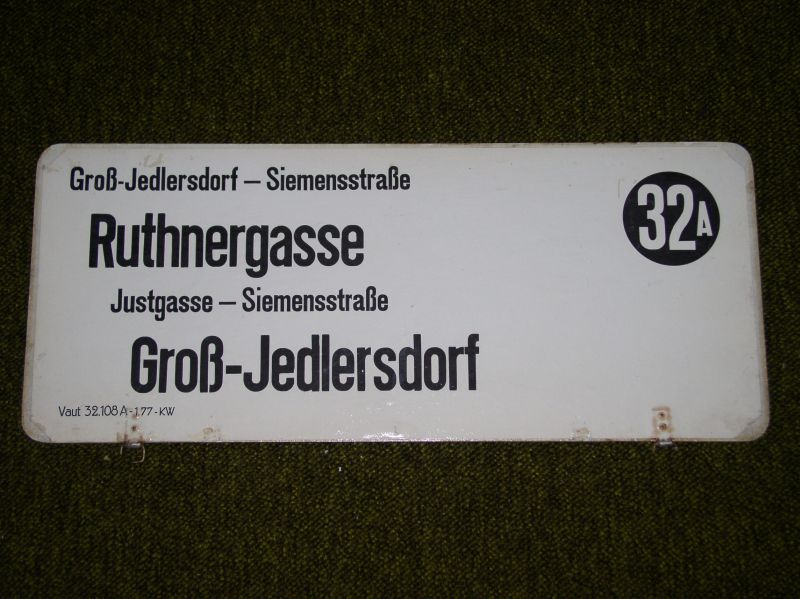 Groß-Jedlersdorf – Siemensstraße
32A
Ruthnergasse
Justgasse – Siemensstraße
Groß-Jedlersdorf
Vaut 32.108 A - 1.77 - KW